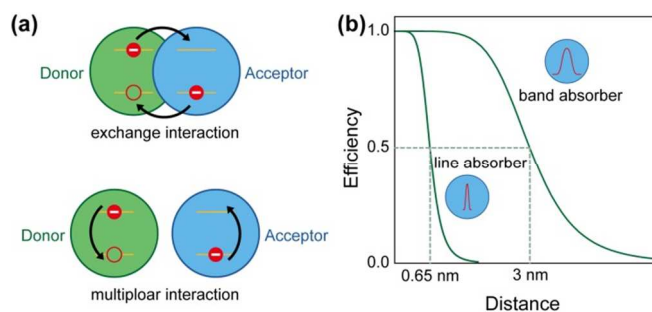 (a)
Donor
Acceptor
exchange interaction
Donor
Acceptor
multiploar interaction
(b)
Efficiency
1.0
0.5
0.0
band absorber
line absorber
0.65 nm
3 nm
Distance